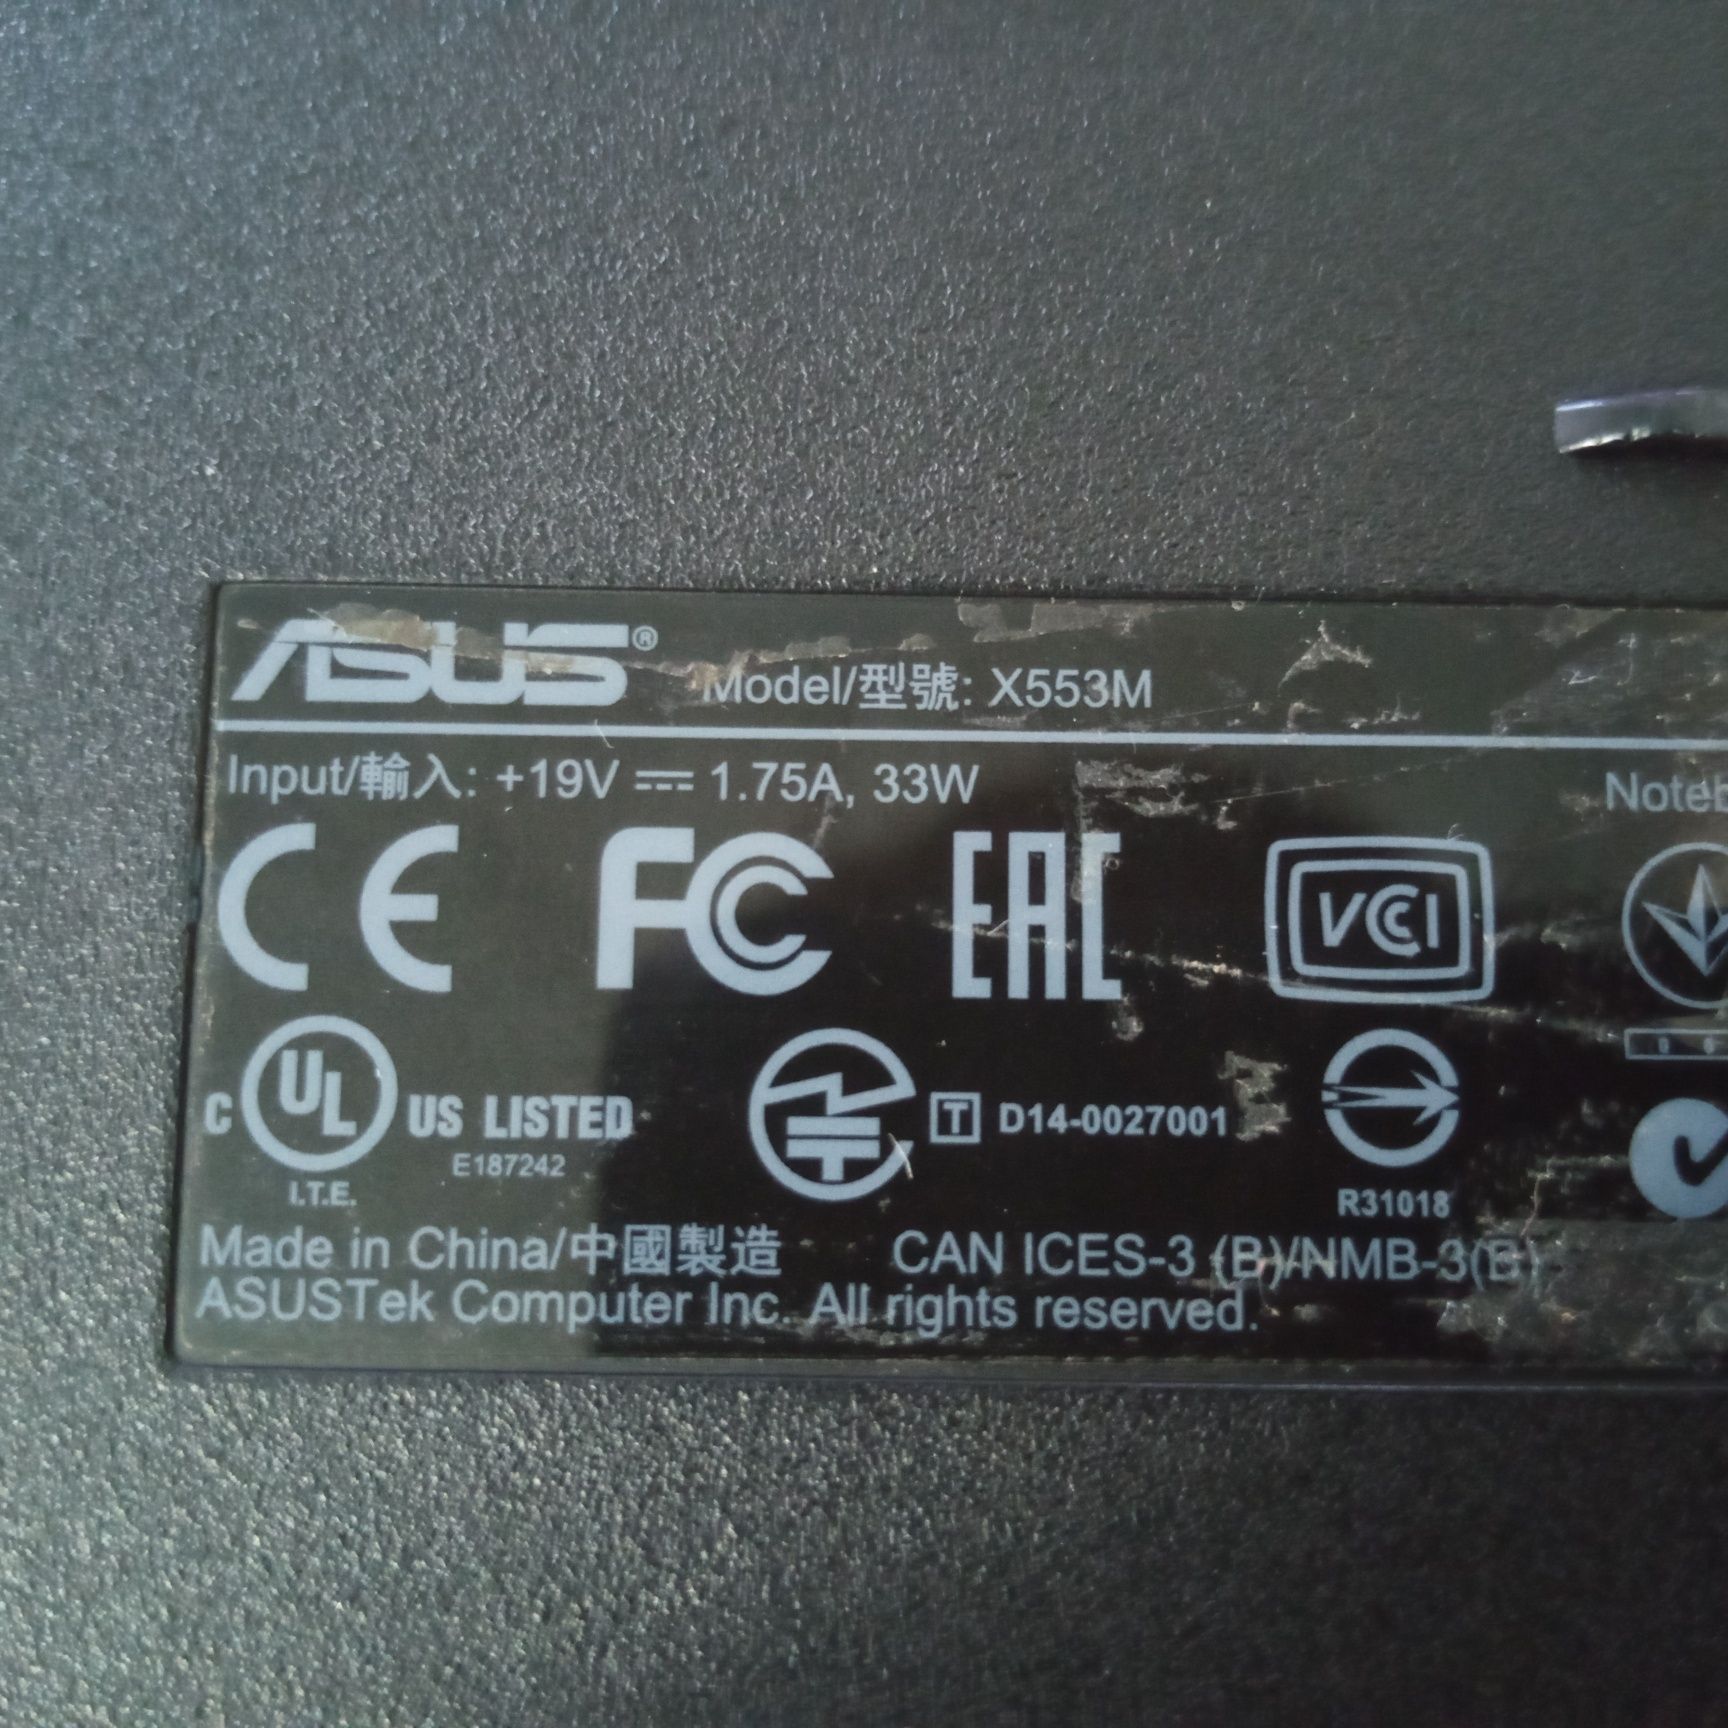 ASUS® Model/型號: X553M
Input/輸入: +19V ⎓ 1.75A, 33W
CE FC EAC VCCI
C UL US LISTED
E187242
I.T.E.
T D14-0027001
R31018
Made in China/中國製造 CAN ICES-3 (B)/NMB-3(B)
ASUSTek Computer Inc. All rights reserved.